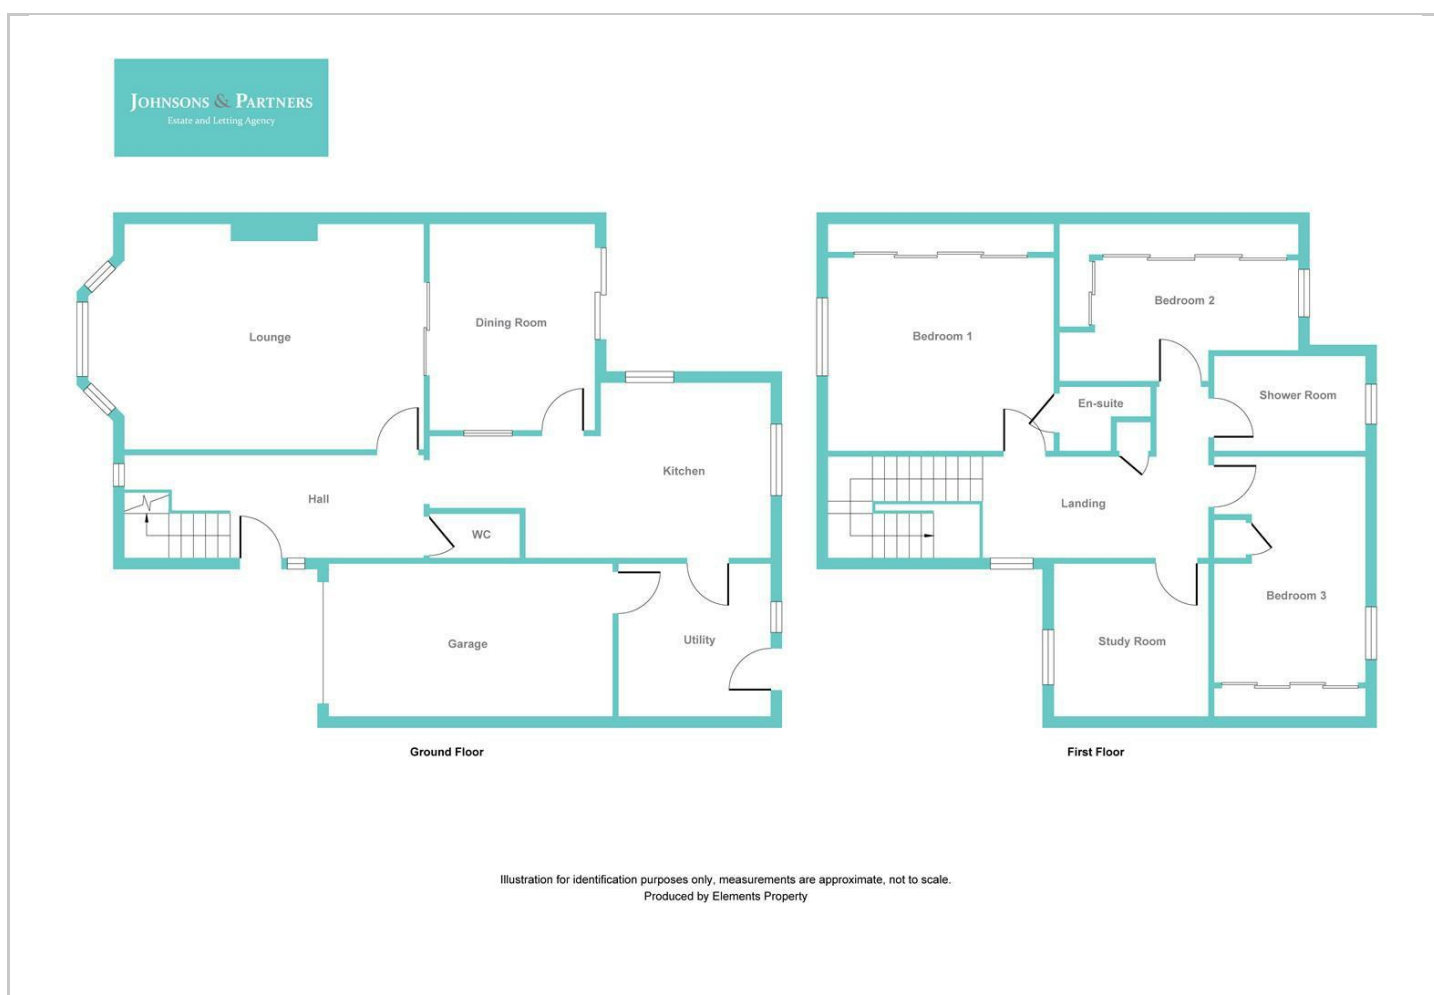 JOHNSONS & PARTNERS
Estate and Letting Agency
Lounge
Dining Room
Kitchen
Hall
WC
Garage
Utility
Ground Floor
Bedroom 1
Bedroom 2
En-suite
Shower Room
Landing
Bedroom 3
Study Room
First Floor
Illustration for identification purposes only, measurements are approximate, not to scale.
Produced by Elements Property